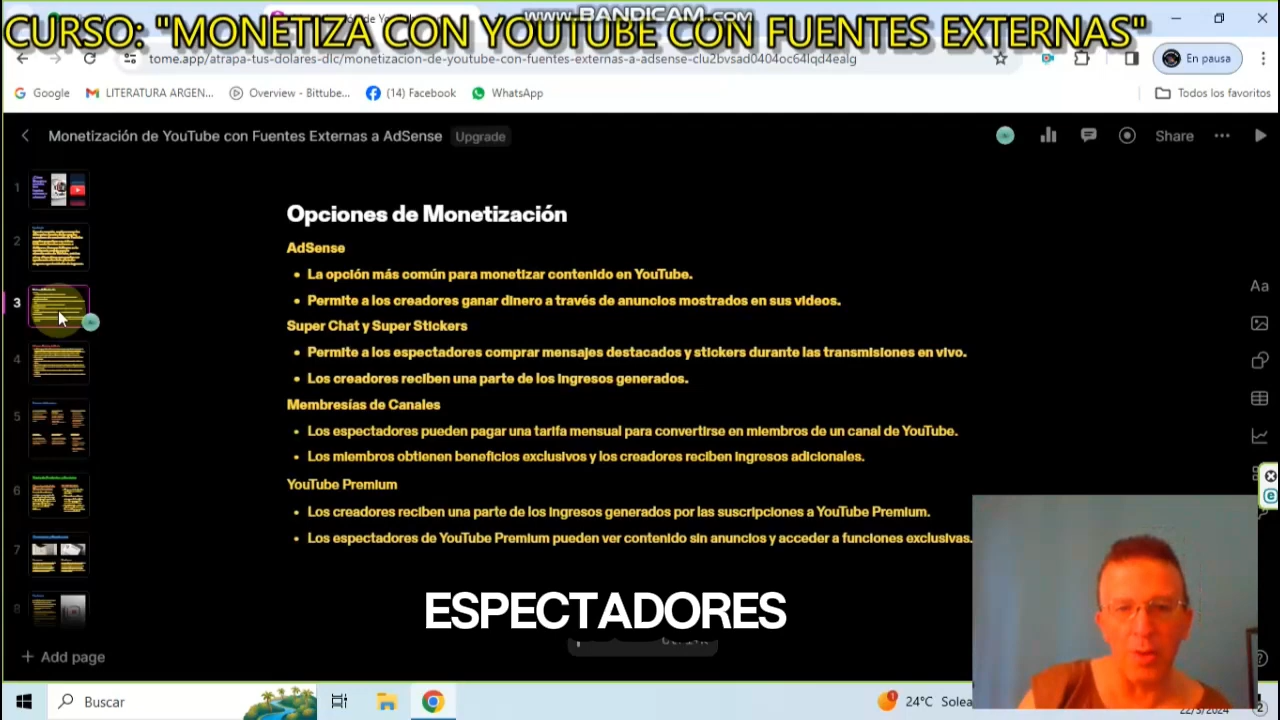 www.BANDICAM.com
CURSO: "MONETIZA CON YOUTUBE CON FUENTES EXTERNAS"
tome.app/atrapa-tus-dolares-dlc/monetizacion-de-youtube-con-fuentes-externas-a-adsense-clu2bvsad0404oc64lqd4ealg
En pausa
Google
LITERATURA ARGEN...
Overview - Bittube...
(14) Facebook
WhatsApp
Todos los favoritos
Monetización de YouTube con Fuentes Externas a AdSense
Upgrade
Share
1
2
3
4
5
6
7
8
Opciones de Monetización
AdSense
• La opción más común para monetizar contenido en YouTube.
• Permite a los creadores ganar dinero a través de anuncios mostrados en sus videos.
Super Chat y Super Stickers
• Permite a los espectadores comprar mensajes destacados y stickers durante las transmisiones en vivo.
• Los creadores reciben una parte de los ingresos generados.
Membresías de Canales
• Los espectadores pueden pagar una tarifa mensual para convertirse en miembros de un canal de YouTube.
• Los miembros obtienen beneficios exclusivos y los creadores reciben ingresos adicionales.
YouTube Premium
• Los creadores reciben una parte de los ingresos generados por las suscripciones a YouTube Premium.
• Los espectadores de YouTube Premium pueden ver contenido sin anuncios y acceder a funciones exclusivas.
Aa
ESPECTADORES
+ Add page
Buscar
24°C Solea
22/3/2024